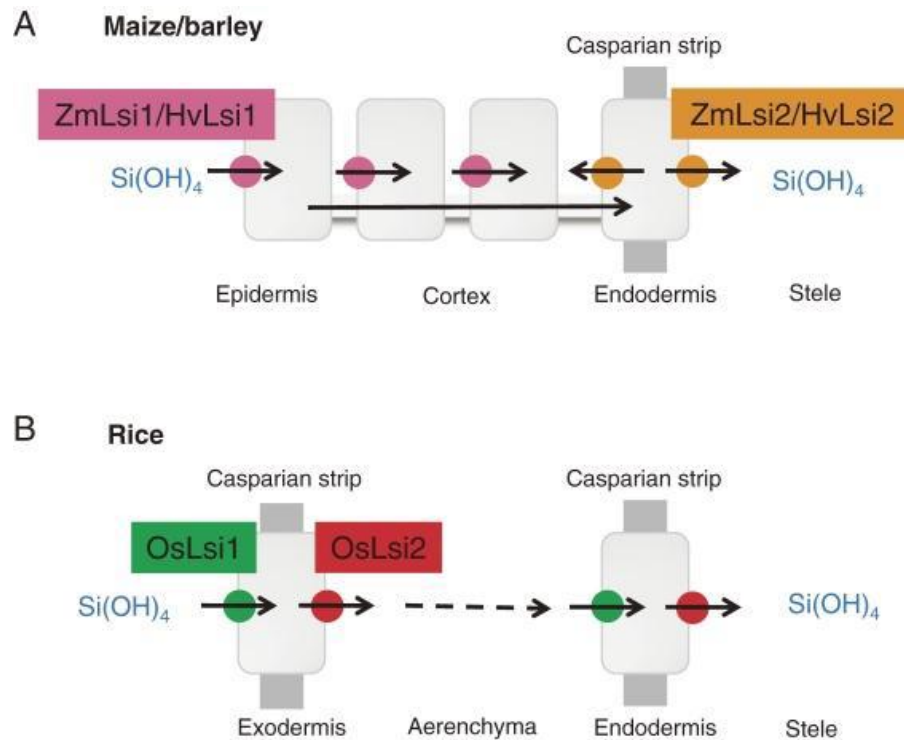 A Maize/barley
Casparian strip
ZmLsi1/HvLsi1 ZmLsi2/HvLsi2
Si(OH)4 Si(OH)4
Epidermis Cortex Endodermis Stele
B Rice
Casparian strip Casparian strip
OsLsi1 OsLsi2
Si(OH)4 Si(OH)4
Exodermis Aerenchyma Endodermis Stele